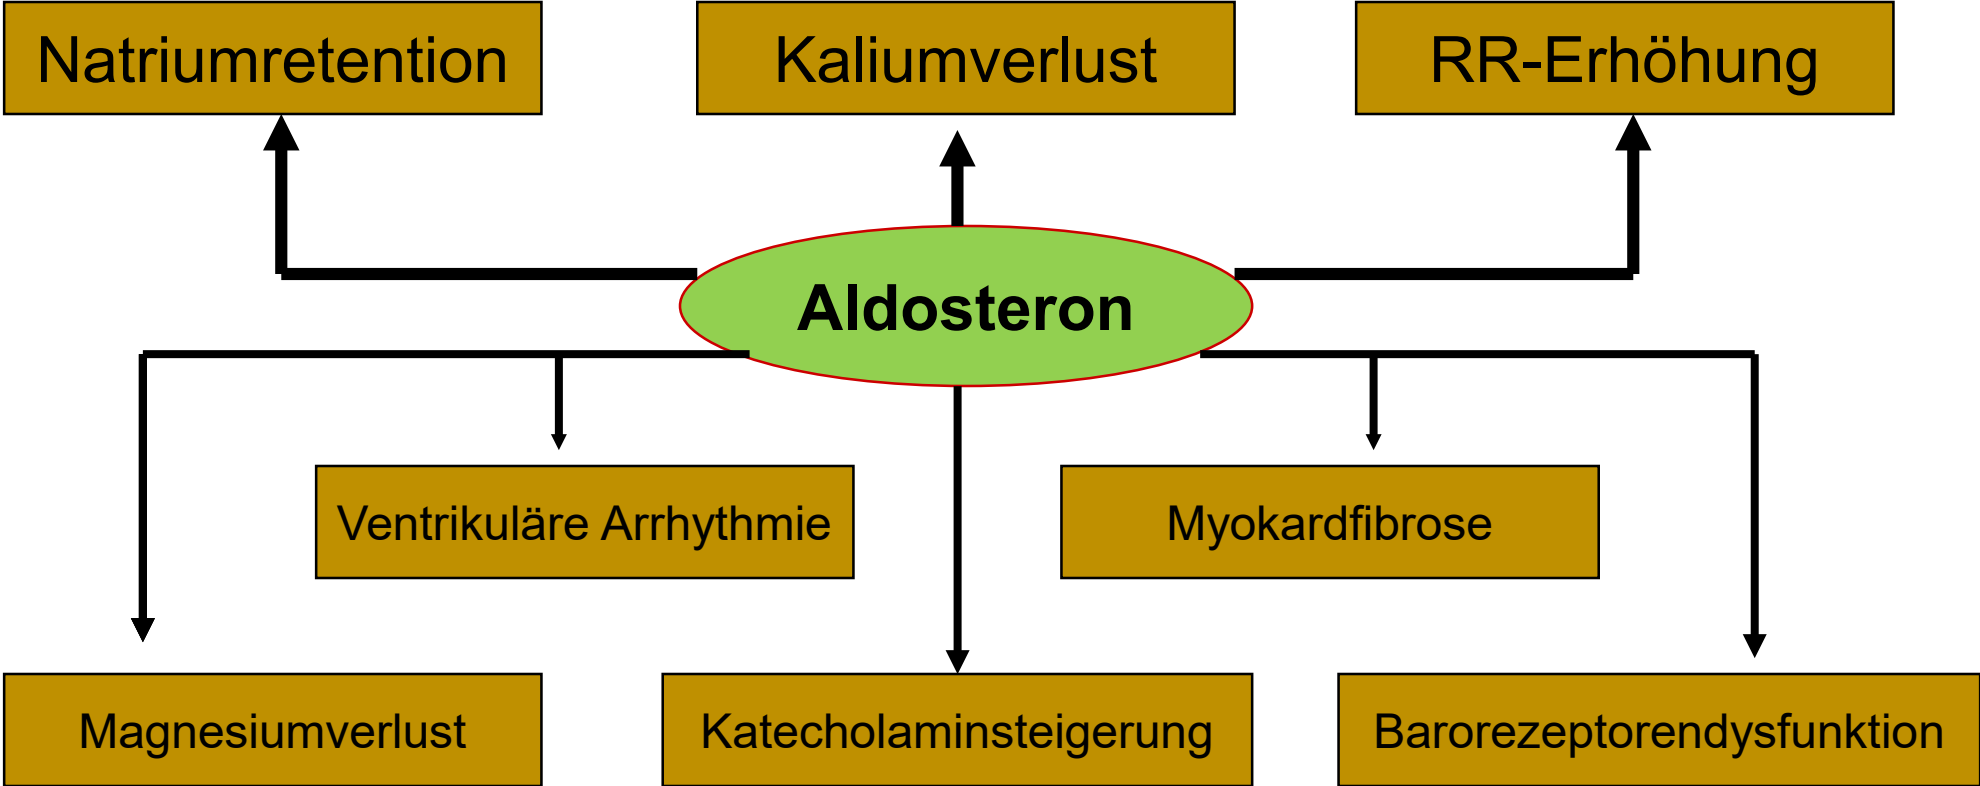 Natriumretention
Kaliumverlust
RR-Erhöhung
Aldosteron
Ventrikuläre Arrhythmie
Myokardfibrose
Magnesiumverlust
Katecholaminsteigerung
Barorezeptorendysfunktion